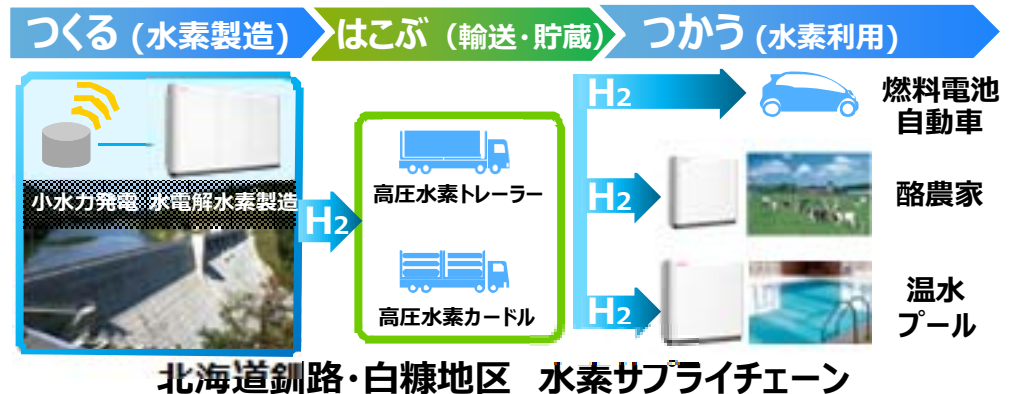 つくる (水素製造)
はこぶ (輸送・貯蔵)
つかう (水素利用)
小水力発電
水電解水素製造
H2
高圧水素トレーラー
高圧水素カードル
H2
燃料電池
自動車
H2
酪農家
H2
温水
プール
北海道釧路・白糠地区 水素サプライチェーン